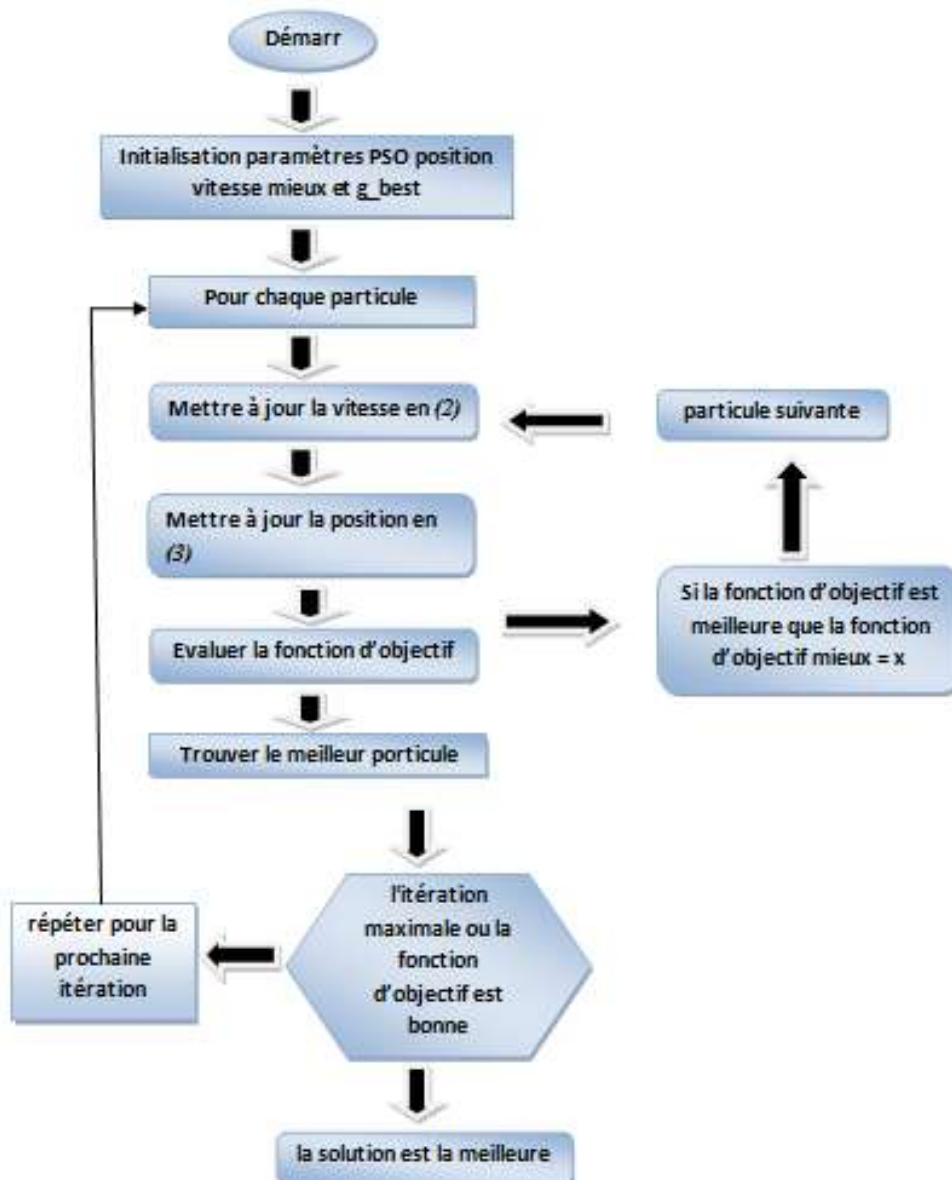 Démarr
Initialisation paramètres PSO position
vitesse mieux et g_best
Pour chaque particule
Mettre à jour la vitesse en (2)
particule suivante
Mettre à jour la position en
(3)
Si la fonction d'objectif est
meilleure que la fonction
d'objectif mieux = x
Evaluer la fonction d'objectif
Trouver le meilleur porticule
l'itération
maximale ou la
fonction
d'objectif est
bonne
répéter pour la
prochaine
itération
la solution est la meilleure